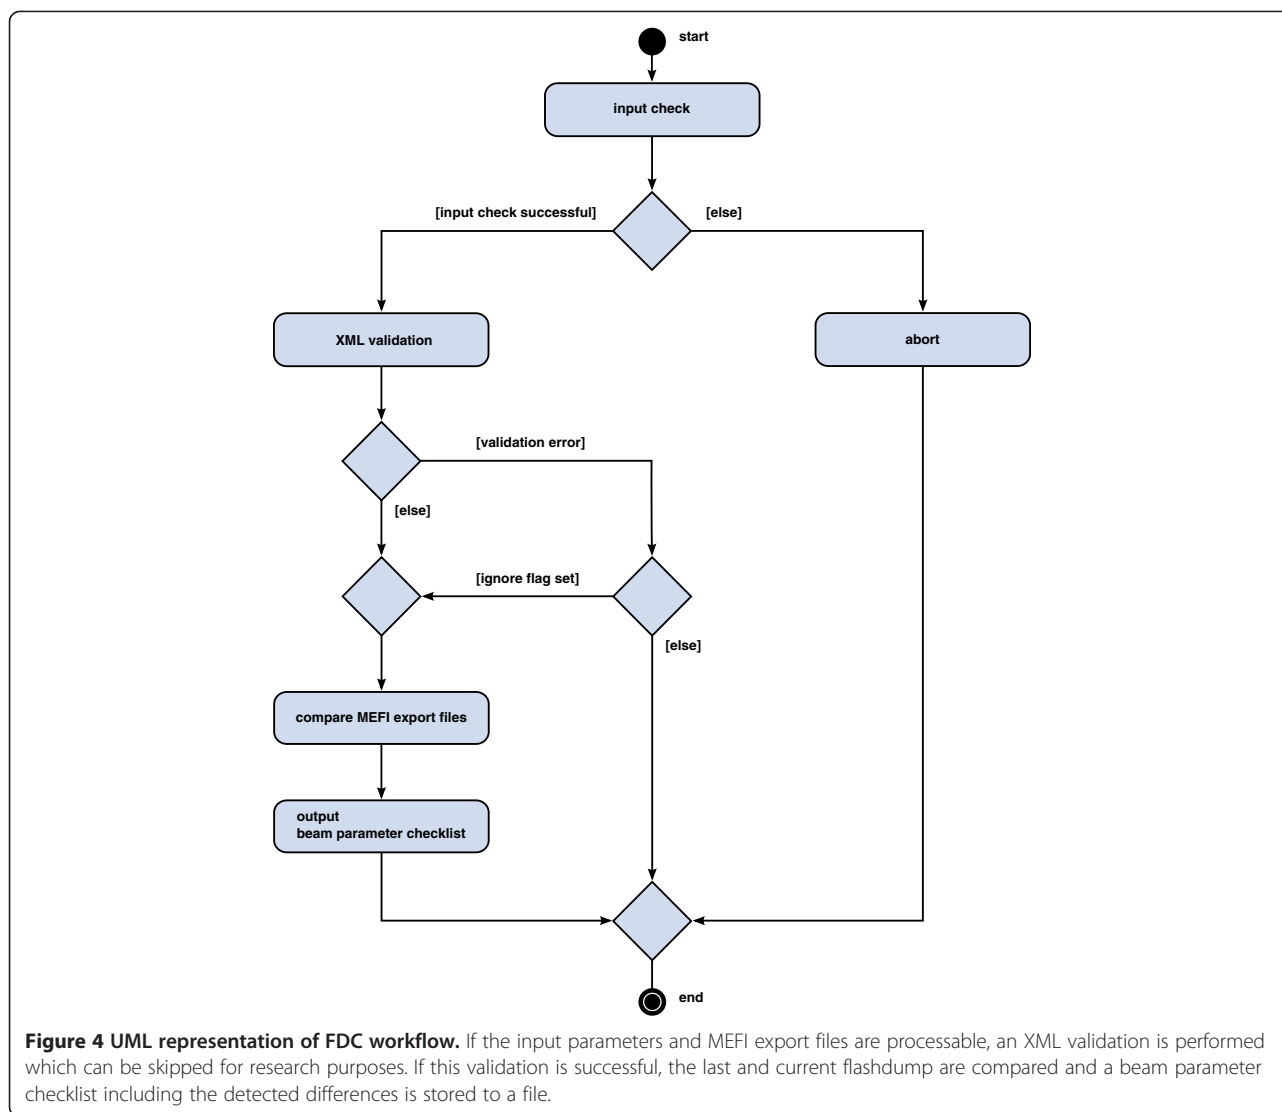 start
input check
[input check successful]
[else]
XML validation
abort
[validation error]
[else]
[ignore flag set]
[else]
compare MEFI export files
output
beam parameter checklist
end
Figure 4 UML representation of FDC workflow. If the input parameters and MEFI export files are processable, an XML validation is performed
which can be skipped for research purposes. If this validation is successful, the last and current flashdump are compared and a beam parameter
checklist including the detected differences is stored to a file.